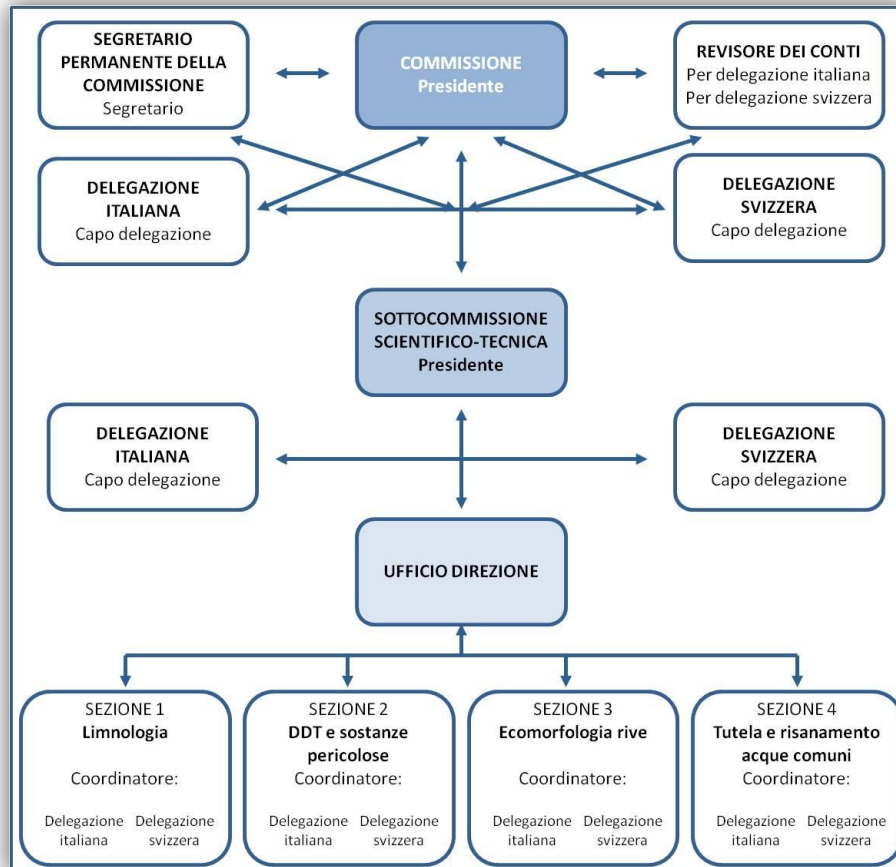 SEGRETARIO
PERMANENTE DELLA
COMMISSIONE
Segretario
COMMISSIONE
Presidente
REVISORE DEI CONTI
Per delegazione italiana
Per delegazione svizzera
DELEGAZIONE
ITALIANA
Capo delegazione
DELEGAZIONE
SVIZZERA
Capo delegazione
SOTTOCOMMISSIONE
SCIENTIFICO-TECNICA
Presidente
DELEGAZIONE
ITALIANA
Capo delegazione
DELEGAZIONE
SVIZZERA
Capo delegazione
UFFICIO DIREZIONE
SEZIONE 1
Limnologia
Coordinatore:
Delegazione italiana
Delegazione svizzera
SEZIONE 2
DDT e sostanze
pericolose
Coordinatore:
Delegazione italiana
Delegazione svizzera
SEZIONE 3
Ecomorfologia rive
Coordinatore:
Delegazione italiana
Delegazione svizzera
SEZIONE 4
Tutela e risanamento
acque comuni
Coordinatore:
Delegazione italiana
Delegazione svizzera